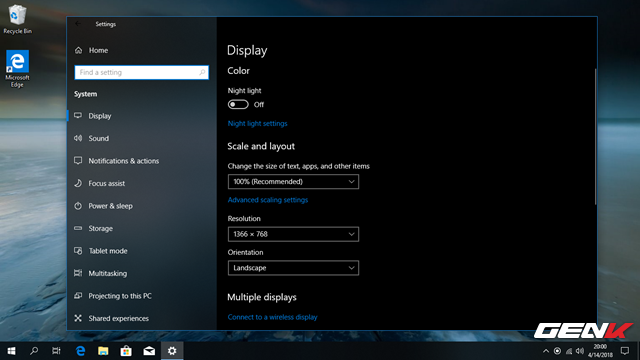 Recycle Bin
Microsoft
Edge
Settings
Home
Find a setting
System
Display
Sound
Notifications & actions
Focus assist
Power & sleep
Storage
Tablet mode
Multitasking
Projecting to this PC
Shared experiences
Display
Color
Night light
Off
Night light settings
Scale and layout
Change the size of text, apps, and other items
100% (Recommended)
Advanced scaling settings
Resolution
1366 × 768
Orientation
Landscape
Multiple displays
Connect to a wireless display
GENK
20:00
4/14/2018